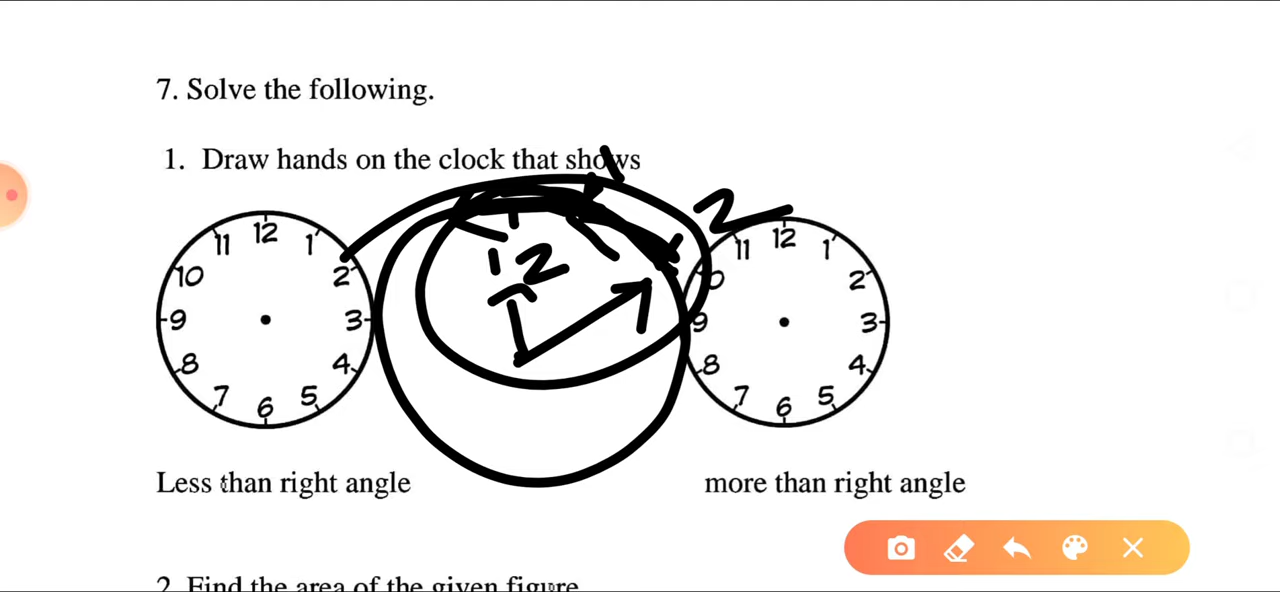 7. Solve the following.
1. Draw hands on the clock that shows
1
2
12
11 12 1
10 2
9 3
8 4
7 6 5
11 12 1
2
9 3
8 4
7 6 5
Less than right angle
more than right angle
2. Find the area of the given figure